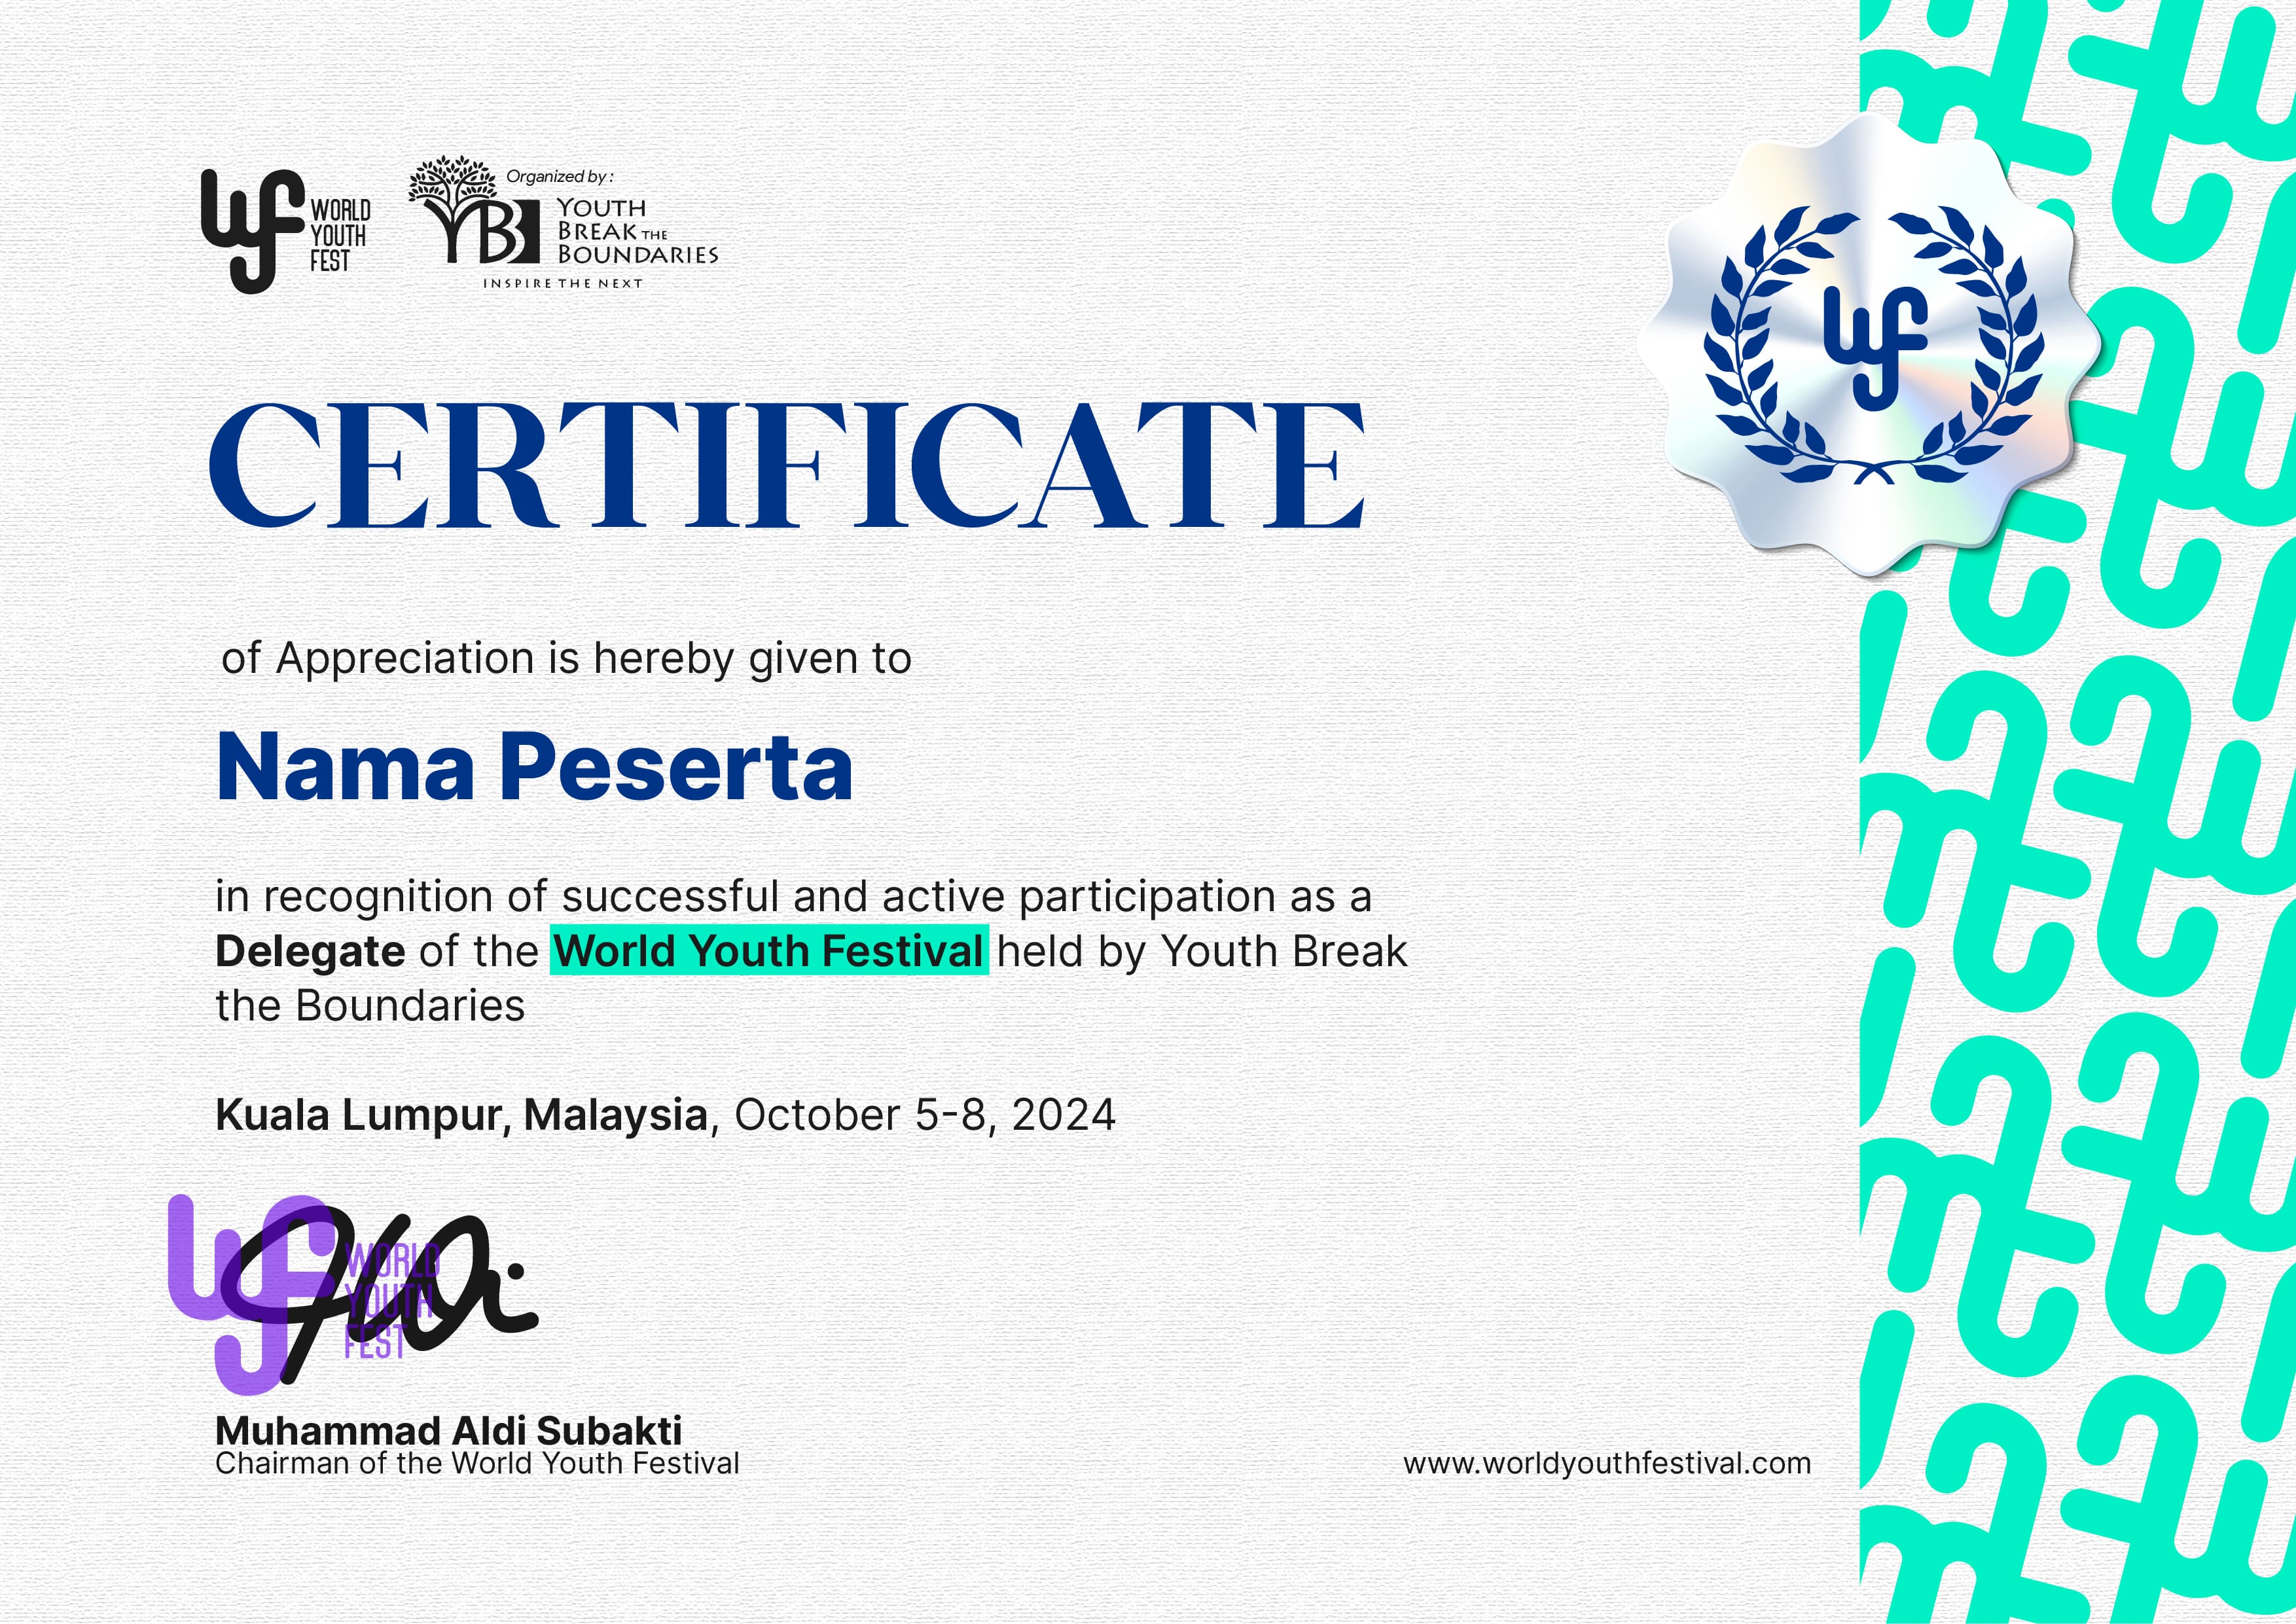 WORLD
YOUTH
FEST
Organized by :
YBB
YOUTH
BREAK THE
BOUNDARIES
INSPIRE THE NEXT
wyf
CERTIFICATE
of Appreciation is hereby given to
Nama Peserta
in recognition of successful and active participation as a
Delegate of the World Youth Festival held by Youth Break
the Boundaries
Kuala Lumpur, Malaysia, October 5-8, 2024
WORLD
YOUTH
FEST
Muhammad Aldi Subakti
Chairman of the World Youth Festival
www.worldyouthfestival.com